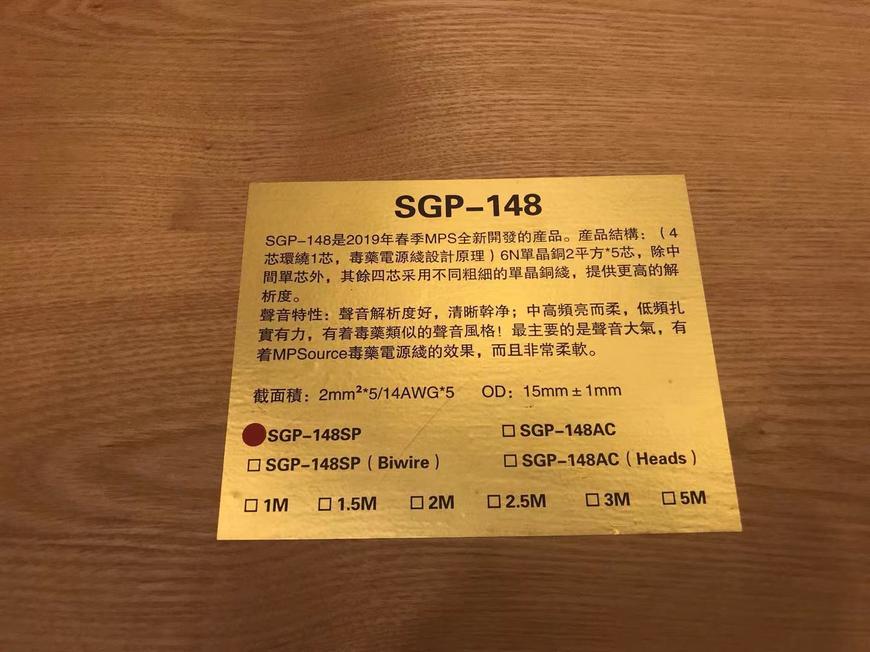 SGP-148
SGP-148是2019年春季MPS全新開發的産品。産品結構：（4
芯環繞1芯，毒藥電源綫設計原理）6N單晶銅2平方*5芯，除中
間單芯外，其餘四芯采用不同粗細的單晶銅綫，提供更高的解
析度。
聲音特性：聲音解析度好，清晰幹净；中高頻亮而柔，低頻扎
實有力，有着毒藥類似的聲音風格！最主要的是聲音大氣，有
着MPSource毒藥電源綫的效果，而且非常柔軟。
截面積：2mm²*5/14AWG*5 OD：15mm±1mm
SGP-148SP □ SGP-148AC
□ SGP-148SP（Biwire） □ SGP-148AC（Heads）
□ 1M □ 1.5M □ 2M □ 2.5M □ 3M □ 5M